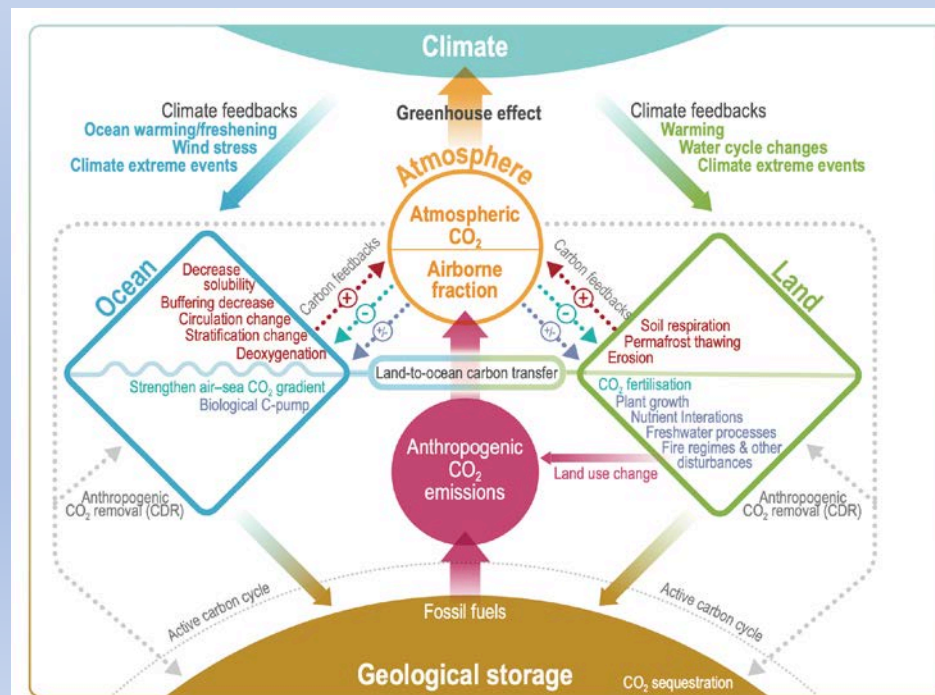 Climate
Greenhouse effect
Climate feedbacks
Ocean warming/freshening
Wind stress
Climate extreme events
Climate feedbacks
Warming
Water cycle changes
Climate extreme events
Atmosphere
Atmospheric
CO₂
Airborne
fraction
Ocean
Decrease
solubility
Buffering decrease
Circulation change
Stratification change
Deoxygenation
Strengthen air–sea CO₂ gradient
Biological C-pump
Carbon feedbacks
+
-
+/-
Carbon feedbacks
+
-
+/-
Land
Soil respiration
Permafrost thawing
Erosion
CO₂ fertilisation
Plant growth
Nutrient Interations
Freshwater processes
Fire regimes & other
disturbances
Land-to-ocean carbon transfer
Anthropogenic
CO₂
emissions
Land use change
Anthropogenic
CO₂ removal (CDR)
Anthropogenic
CO₂ removal (CDR)
Active carbon cycle
Active carbon cycle
Fossil fuels
Geological storage
CO₂ sequestration